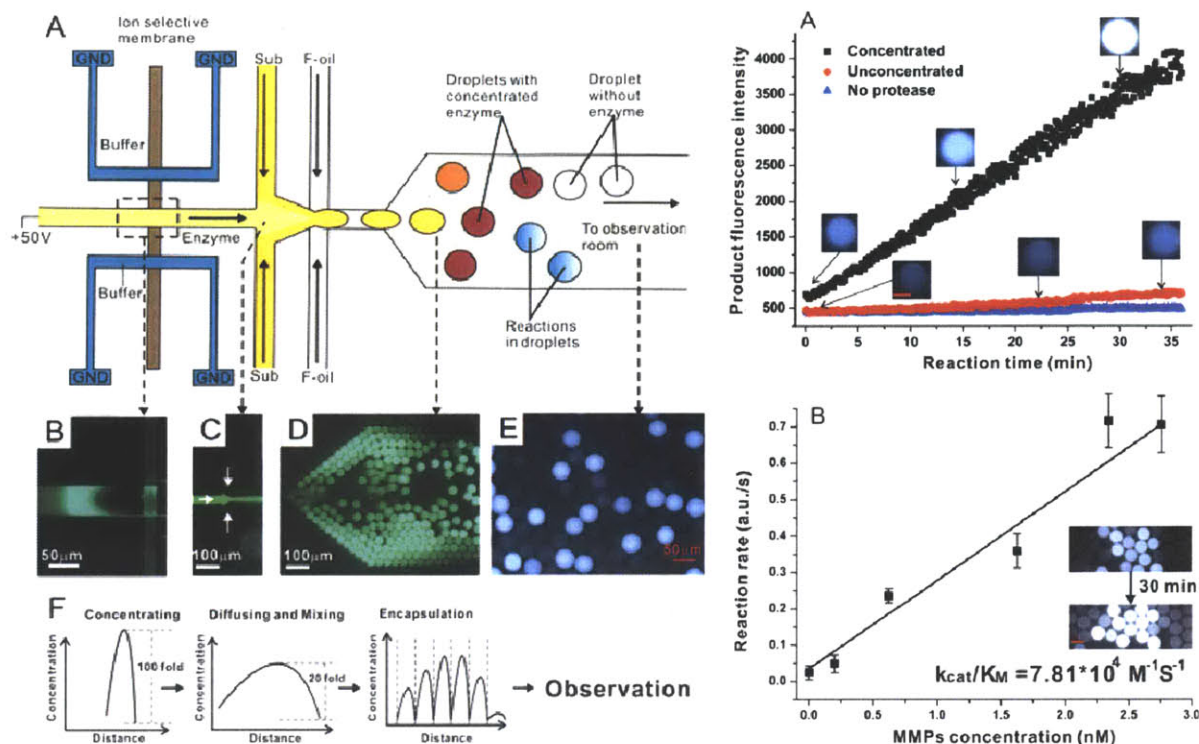 A
Ion selective
membrane
GND
GND
Sub
F-oil
Droplets with
concentrated
enzyme
Droplet
without
enzyme
Buffer
+50V
Enzyme
To observation
room
Buffer
Reactions
in droplets
GND
GND
Sub
F-oil
B
50μm
C
100μm
D
100μm
E
50μm
F
Concentrating
Concentration
100 fold
Distance
Diffusing and Mixing
Concentration
20 fold
Distance
Encapsulation
Concentration
Distance
Observation
A
Concentrated
Unconcentrated
No protease
Product fluorescence intensity
4000
3500
3000
2500
2000
1500
1000
500
0
5
10
15
20
25
30
35
Reaction time (min)
B
Reaction rate (a.u./s)
0.7
0.6
0.5
0.4
0.3
0.2
0.1
0.0
30 min
kcat/KM =7.81*10⁴ M⁻¹S⁻¹
0.0
0.5
1.0
1.5
2.0
2.5
3.0
MMPs concentration (nM)